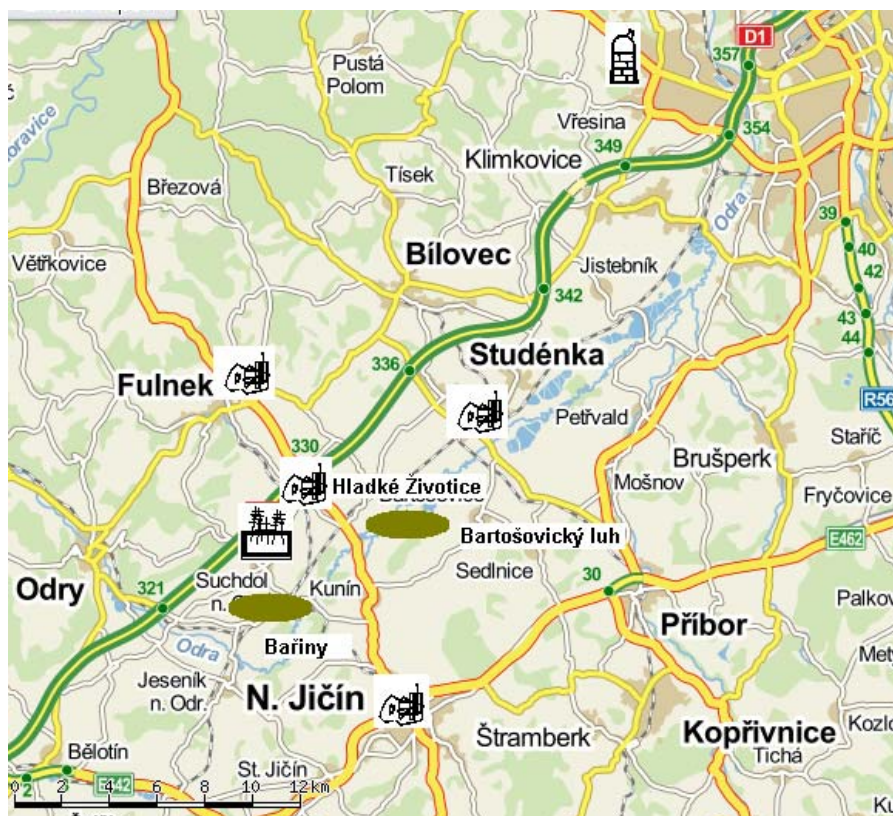 D1
357
Pustá
Polom
Vřesina
354
349
Klimkovice
Tísek
Březová
Odra
39
40
Větřkovice
Bílovec
Jistebník
42
342
43
44
336
Studénka
Fulnek
R56
Petřvald
330
Staříč
Brušperk
Hladké Životice
Mošnov
Fryčovice
Bartošovický luh
E462
Sedlnice
30
Odry
321
Suchdol
n.
Kunín
Palkov
Příbor
Bařiny
Odra
Jeseník
n. Odr.
N. Jičín
Štramberk
Kopřivnice
Tichá
Kozlo
Bělotín
St. Jičín
2
E442
0 2 4 6 8 10 12 km